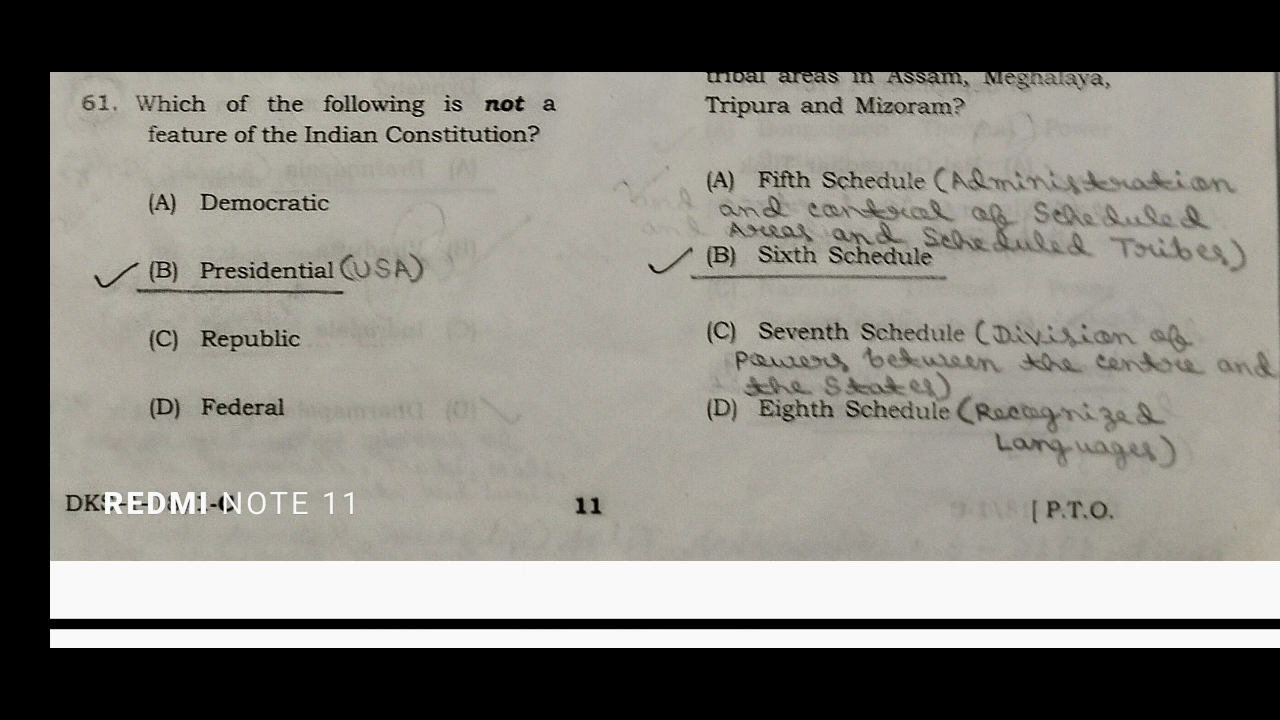 61. Which of the following is not a
feature of the Indian Constitution?
(A) Democratic
(B) Presidential (USA)
(C) Republic
(D) Federal
tribal areas in Assam, Meghalaya,
Tripura and Mizoram?
(A) Fifth Schedule (Administration
and control of Scheduled
Areas and Scheduled Tribes)
(B) Sixth Schedule
(C) Seventh Schedule (Division of
Powers between the centre and
the States)
(D) Eighth Schedule (Recognized
Languages)
REDMI NOTE 11
11
[ P.T.O.